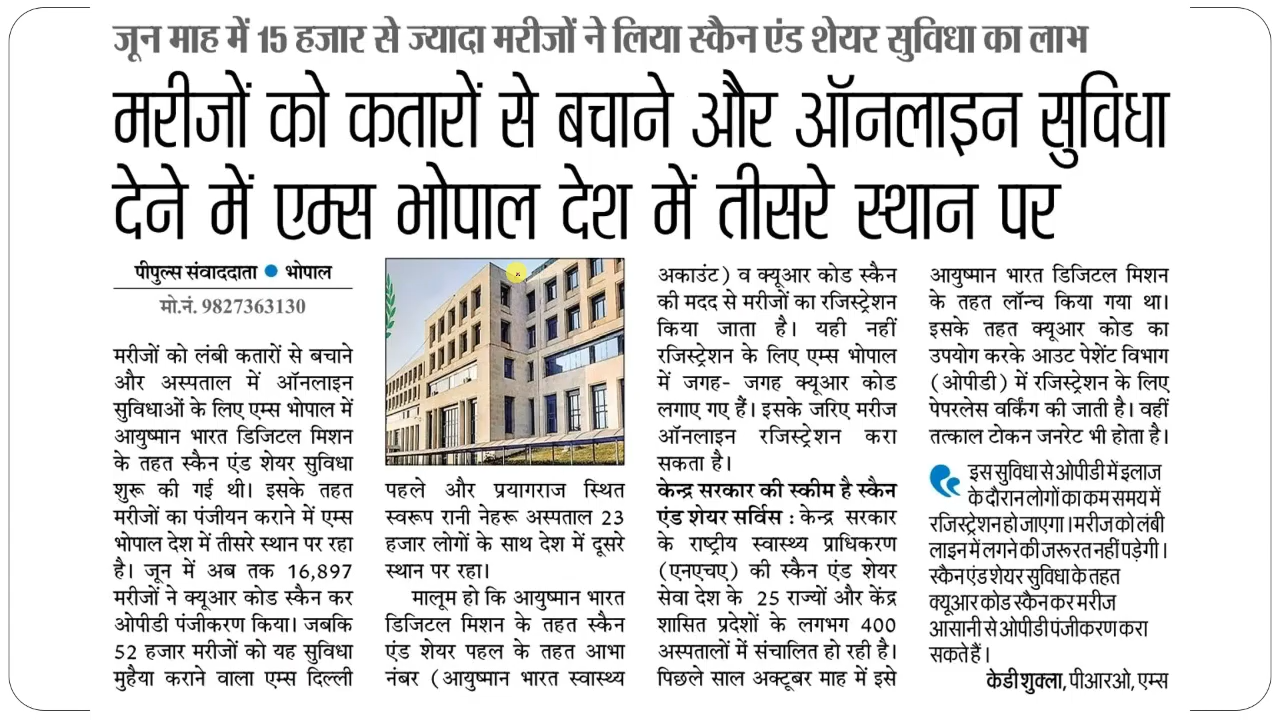 जून माह में 15 हजार से ज्यादा मरीजों ने लिया स्कैन एंड शेयर सुविधा का लाभ
मरीजों को कतारों से बचाने और ऑनलाइन सुविधा
देने में एम्स भोपाल देश में तीसरे स्थान पर
पीपुल्स संवाददाता ● भोपाल
मो.नं. 9827363130
मरीजों को लंबी कतारों से बचाने
और अस्पताल में ऑनलाइन
सुविधाओं के लिए एम्स भोपाल में
आयुष्मान भारत डिजिटल मिशन
के तहत स्कैन एंड शेयर सुविधा
शुरू की गई थी। इसके तहत
मरीजों का पंजीयन कराने में एम्स
भोपाल देश में तीसरे स्थान पर रहा
है। जून में अब तक 16,897
मरीजों ने क्यूआर कोड स्कैन कर
ओपीडी पंजीकरण किया। जबकि
52 हजार मरीजों को यह सुविधा
मुहैया कराने वाला एम्स दिल्ली
पहले और प्रयागराज स्थित
स्वरूप रानी नेहरू अस्पताल 23
हजार लोगों के साथ देश में दूसरे
स्थान पर रहा।
मालूम हो कि आयुष्मान भारत
डिजिटल मिशन के तहत स्कैन
एंड शेयर पहल के तहत आभा
नंबर (आयुष्मान भारत स्वास्थ्य
अकाउंट) व क्यूआर कोड स्कैन
की मदद से मरीजों का रजिस्ट्रेशन
किया जाता है। यही नहीं
रजिस्ट्रेशन के लिए एम्स भोपाल
में जगह- जगह क्यूआर कोड
लगाए गए हैं। इसके जरिए मरीज
ऑनलाइन रजिस्ट्रेशन करा
सकता है।
केन्द्र सरकार की स्कीम है स्कैन
एंड शेयर सर्विस : केन्द्र सरकार
के राष्ट्रीय स्वास्थ्य प्राधिकरण
(एनएचए) की स्कैन एंड शेयर
सेवा देश के 25 राज्यों और केंद्र
शासित प्रदेशों के लगभग 400
अस्पतालों में संचालित हो रही है।
पिछले साल अक्टूबर माह में इसे
आयुष्मान भारत डिजिटल मिशन
के तहत लॉन्च किया गया था।
इसके तहत क्यूआर कोड का
उपयोग करके आउट पेशेंट विभाग
(ओपीडी) में रजिस्ट्रेशन के लिए
पेपरलेस वर्किंग की जाती है। वहीं
तत्काल टोकन जनरेट भी होता है।
इस सुविधा से ओपीडी में इलाज
के दौरान लोगों का कम समय में
रजिस्ट्रेशन हो जाएगा। मरीज को लंबी
लाइन में लगने की जरूरत नहीं पड़ेगी।
स्कैन एंड शेयर सुविधा के तहत
क्यूआर कोड स्कैन कर मरीज
आसानी से ओपीडी पंजीकरण करा
सकते हैं।
केडी शुक्ला, पीआरओ, एम्स